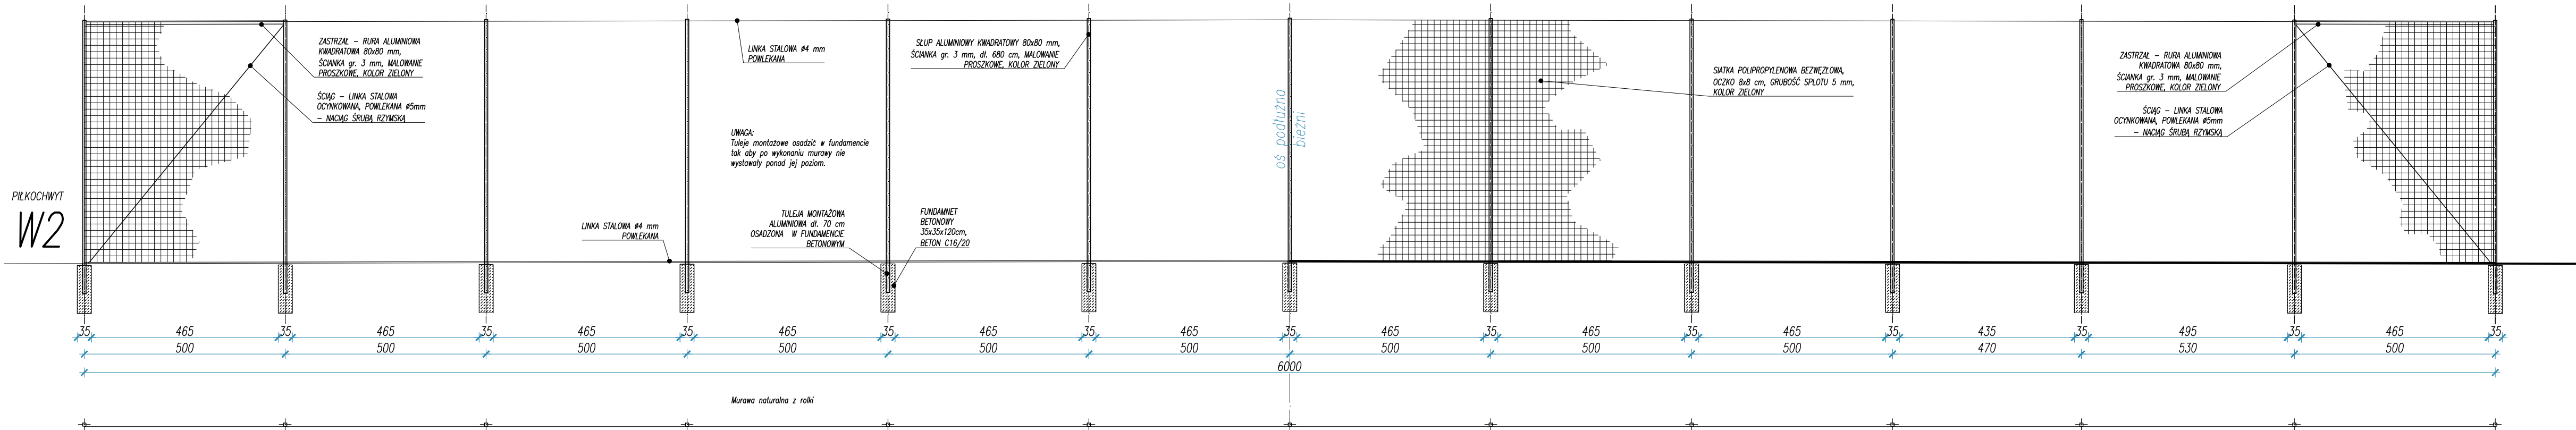 PIŁKOCHWYT
W2
ZASTRZAŁ – RURA ALUMINIOWA
KWADRATOWA 80x80 mm,
ŚCIANKA gr. 3 mm, MALOWANIE
PROSZKOWE, KOLOR ZIELONY
ŚCIĄG – LINKA STALOWA
OCYNKOWANA, POWLEKANA ø5mm
– NACIĄG ŚRUBĄ RZYMSKĄ
LINKA STALOWA ø4 mm
POWLEKANA
SŁUP ALUMINIOWY KWADRATOWY 80x80 mm,
ŚCIANKA gr. 3 mm, dł. 680 cm, MALOWANIE
PROSZKOWE, KOLOR ZIELONY
UWAGA:
Tuleje montażowe osadzić w fundamencie
tak aby po wykonaniu murawy nie
wystawały ponad jej poziom.
LINKA STALOWA ø4 mm
POWLEKANA
TULEJA MONTAŻOWA
ALUMINIOWA dł. 70 cm
OSADZONA W FUNDAMENCIE
BETONOWYM
FUNDAMNET
BETONOWY
35x35x120cm,
BETON C16/20
oś podłużna
bieżni
SIATKA POLIPROPYLENOWA BEZWĘZŁOWA,
OCZKO 8x8 cm, GRUBOŚĆ SPLOTU 5 mm,
KOLOR ZIELONY
ZASTRZAŁ – RURA ALUMINIOWA
KWADRATOWA 80x80 mm,
ŚCIANKA gr. 3 mm, MALOWANIE
PROSZKOWE, KOLOR ZIELONY
ŚCIĄG – LINKA STALOWA
OCYNKOWANA, POWLEKANA ø5mm
– NACIĄG ŚRUBĄ RZYMSKĄ
35 465 35 465 35 465 35 465 35 465 35 465 35 465 35 465 35 465 35 435 35 495 35 465 35
500 500 500 500 500 500 500 500 500 470 530 500
6000
Murawa naturalna z rolki